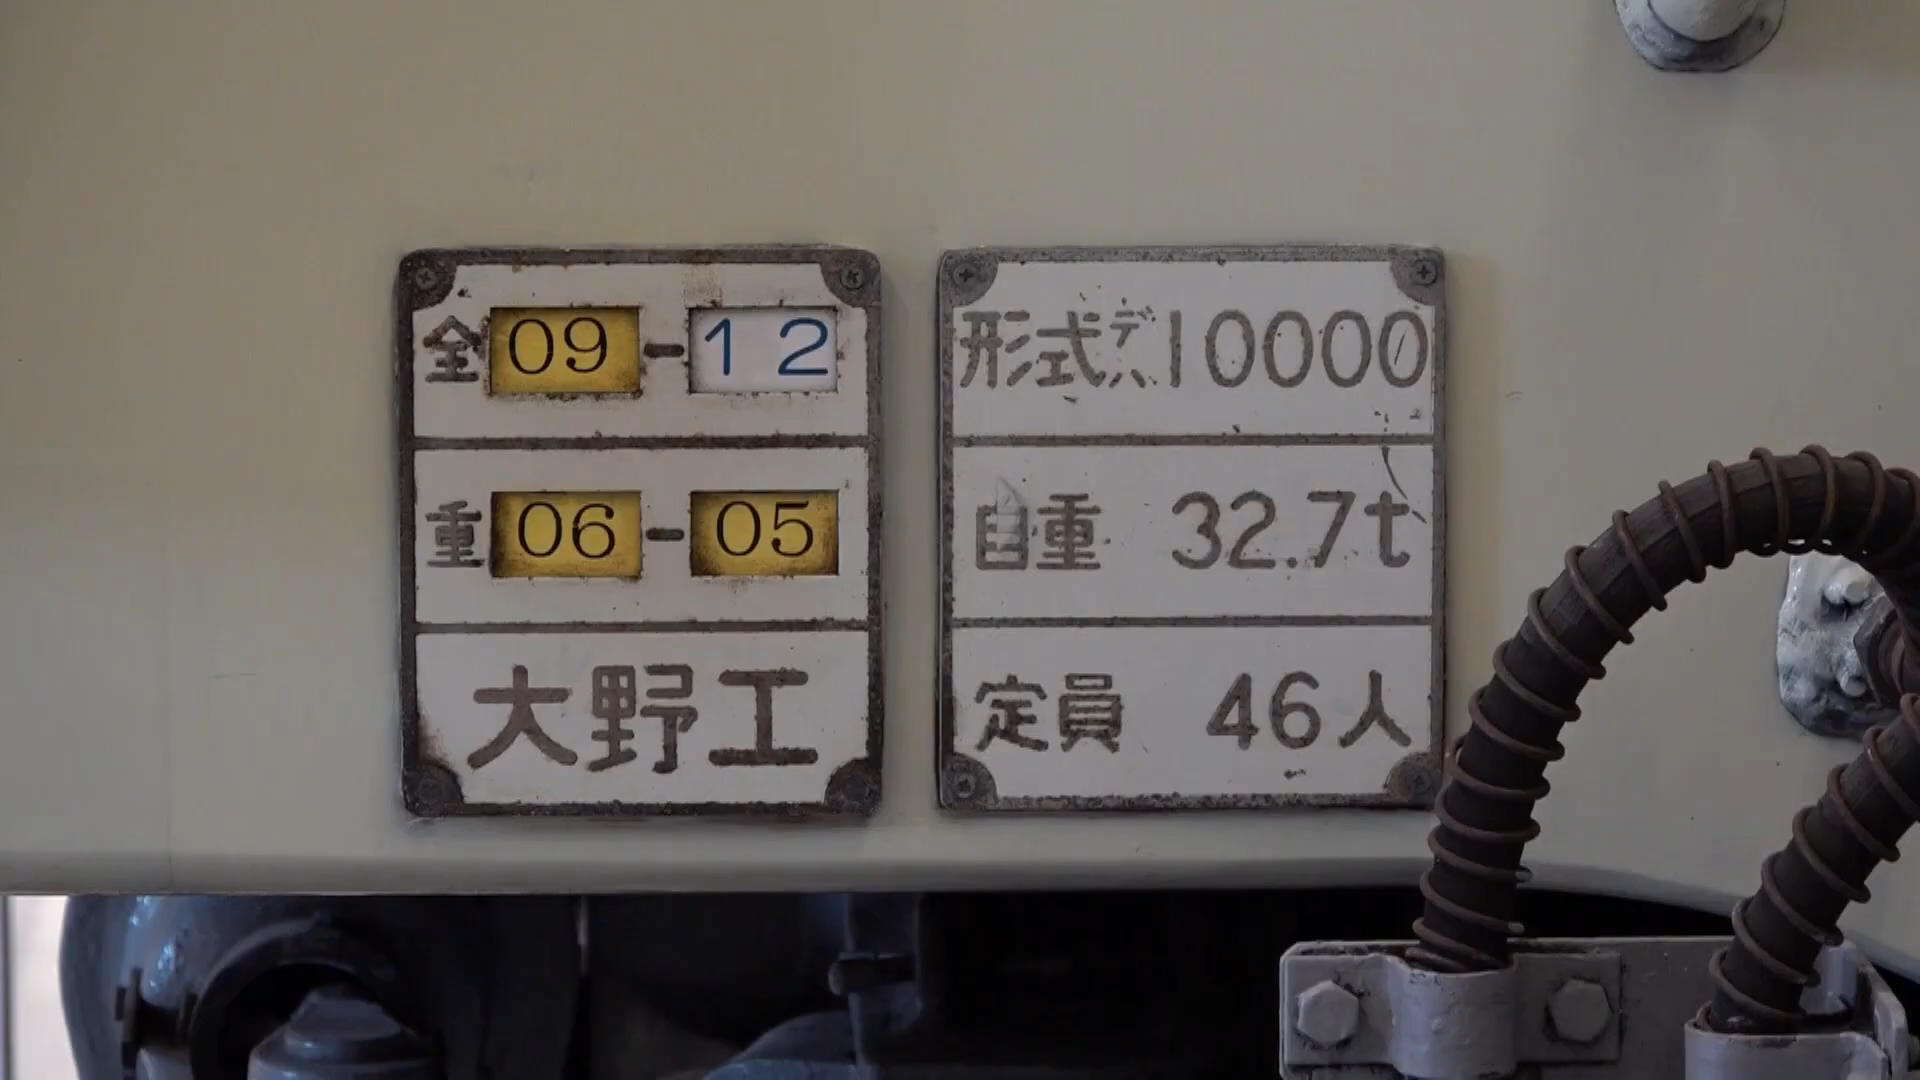 全 09-12
重 06-05
大野工
形式デハ10000
自重 32.7t
定員 46人